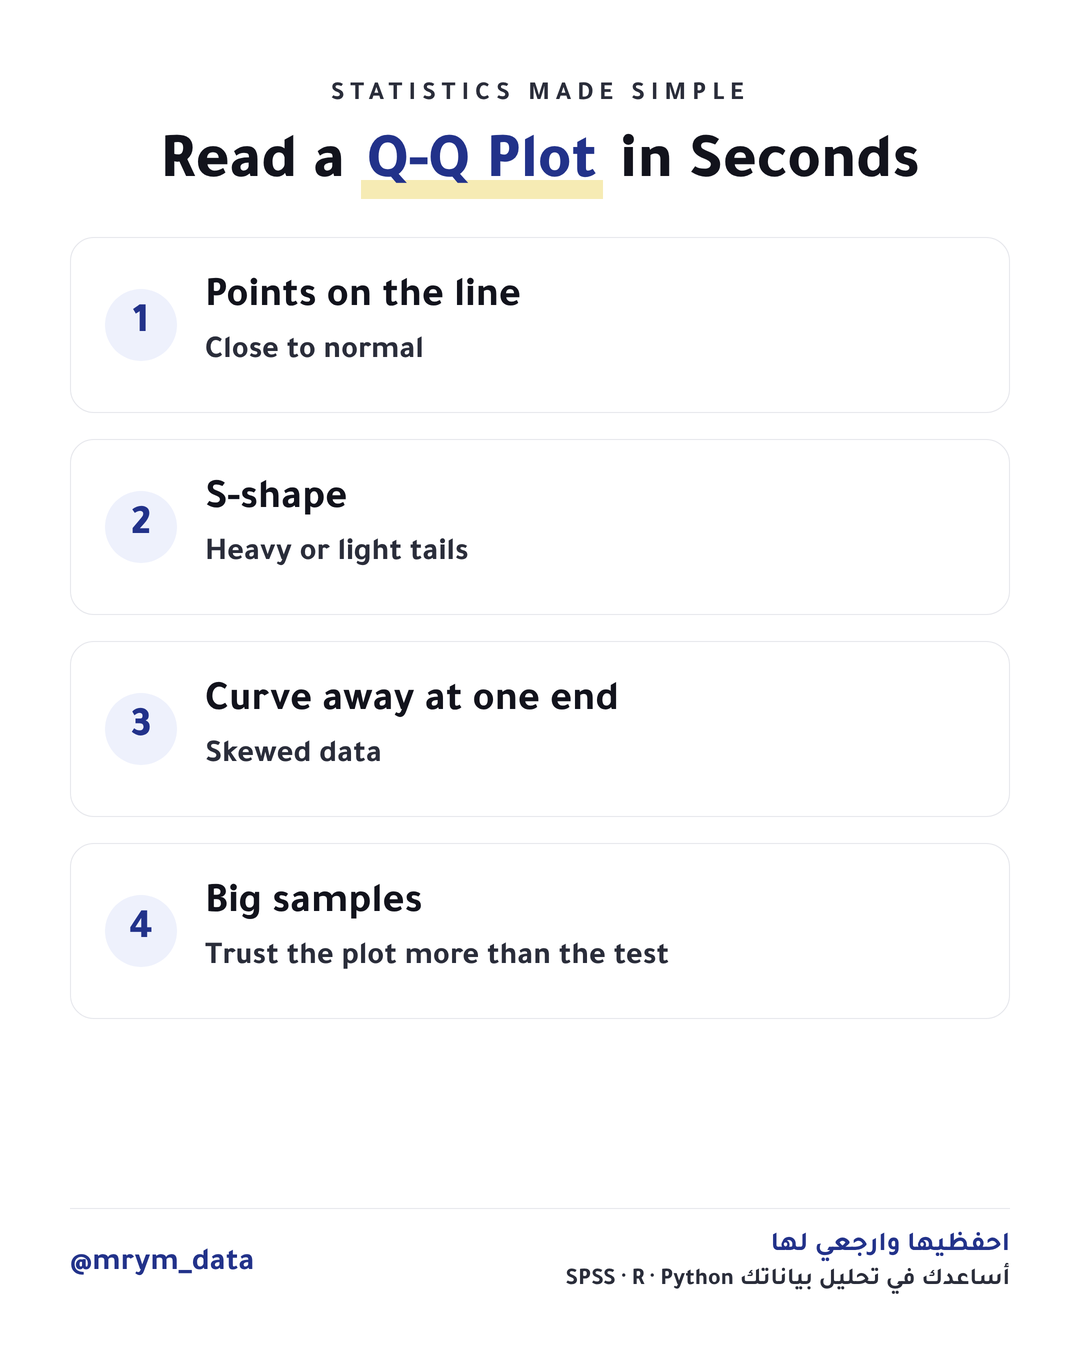 STATISTICS MADE SIMPLE
Read a Q-Q Plot in Seconds
1
Points on the line
Close to normal
2
S-shape
Heavy or light tails
3
Curve away at one end
Skewed data
4
Big samples
Trust the plot more than the test
@mrym_data
احفظيها وارجعي لها
أساعدك في تحليل بياناتك SPSS · R · Python